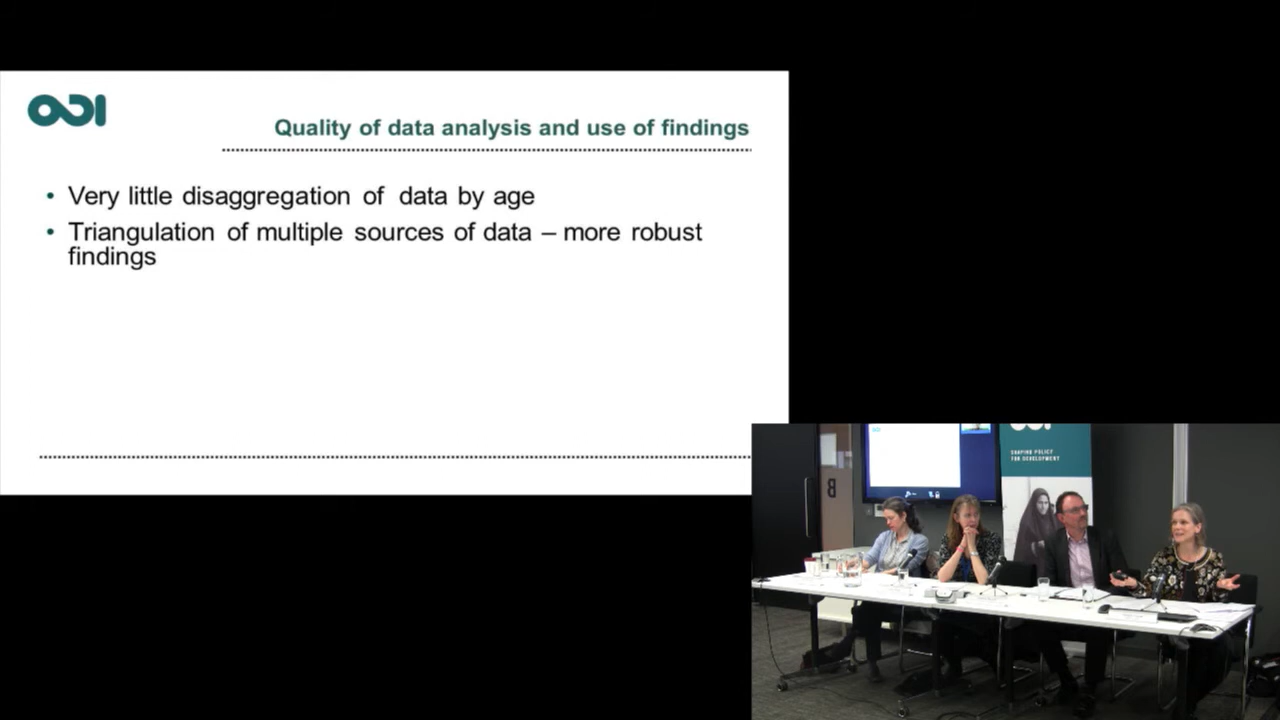 ODI
Quality of data analysis and use of findings
• Very little disaggregation of data by age
• Triangulation of multiple sources of data – more robust
findings
SHAPING POLICY
FOR DEVELOPMENT
B